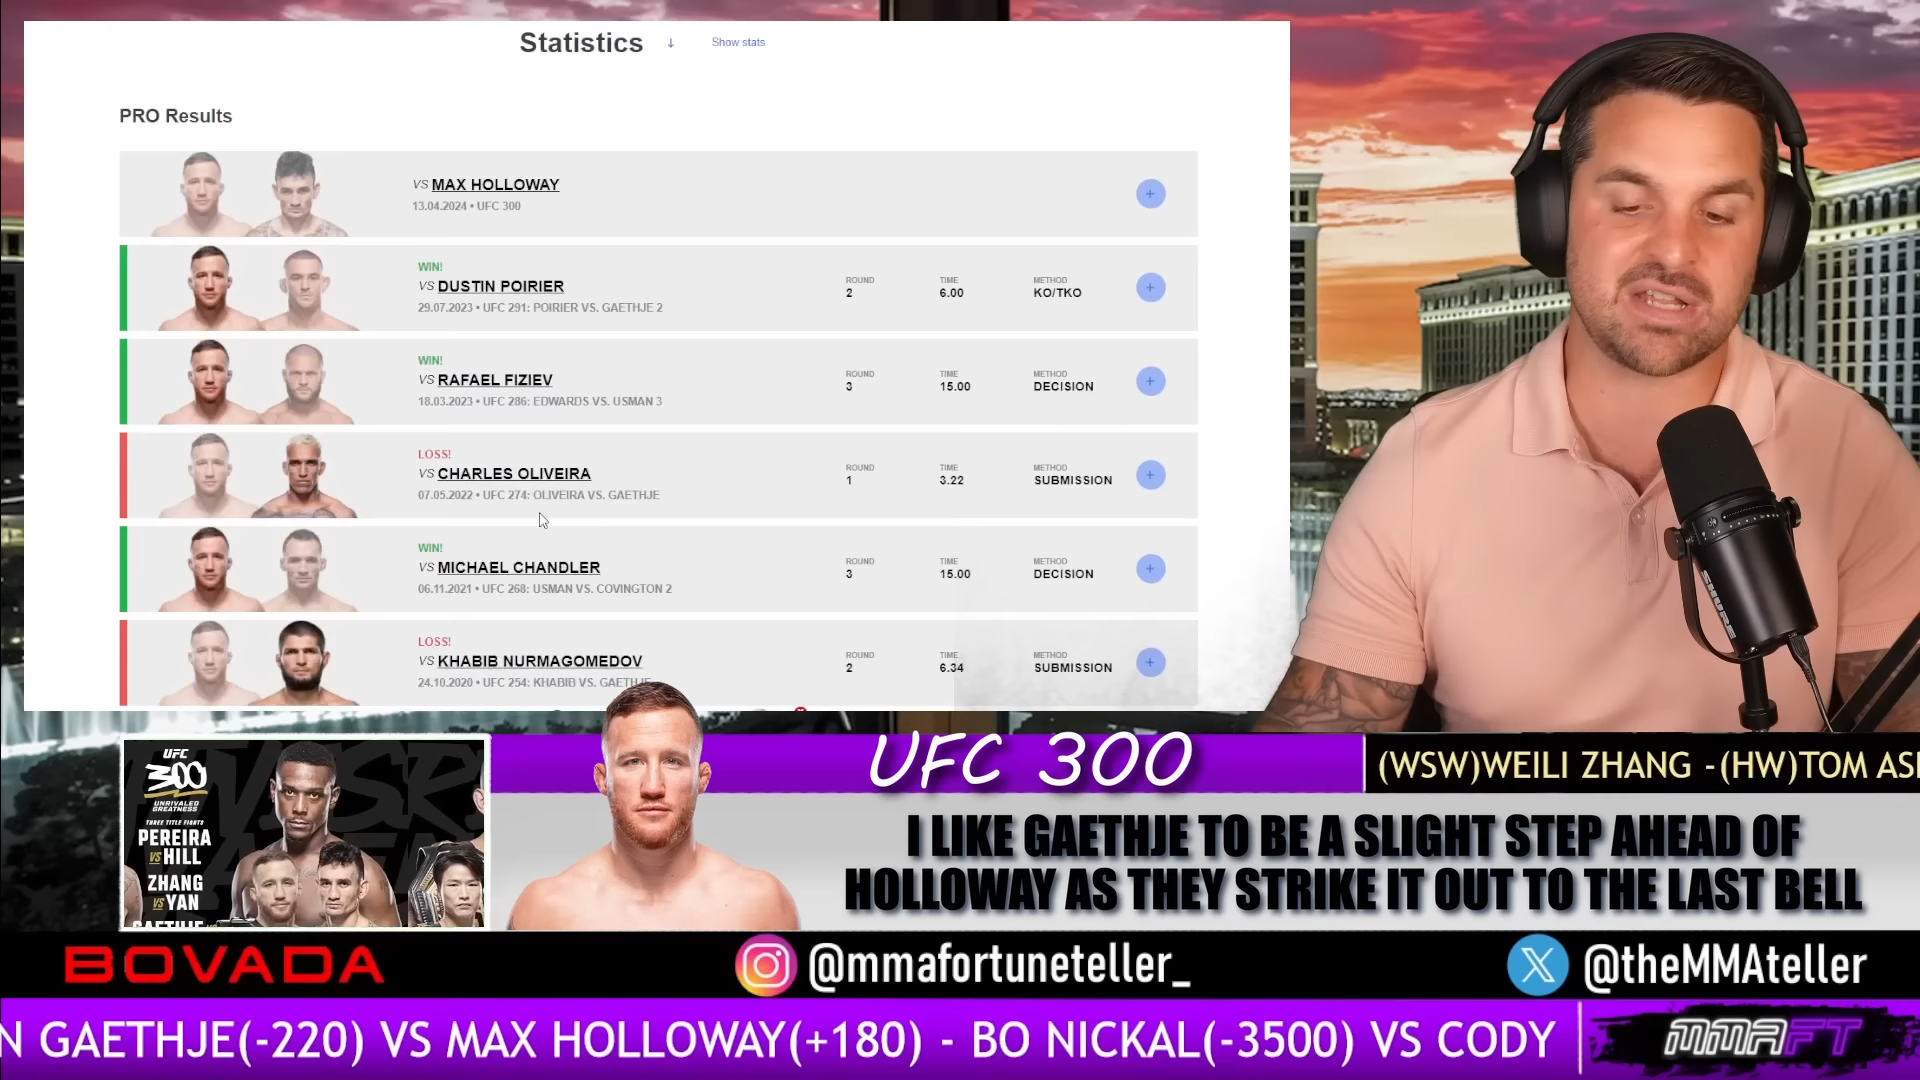 Statistics ↓ Show stats
PRO Results
VS MAX HOLLOWAY
13.04.2024 • UFC 300
+
WIN!
VS DUSTIN POIRIER
29.07.2023 • UFC 291: POIRIER VS. GAETHJE 2
ROUND TIME METHOD
2 6.00 KO/TKO
+
WIN!
VS RAFAEL FIZIEV
18.03.2023 • UFC 286: EDWARDS VS. USMAN 3
ROUND TIME METHOD
3 15.00 DECISION
+
LOSS!
VS CHARLES OLIVEIRA
07.05.2022 • UFC 274: OLIVEIRA VS. GAETHJE
ROUND TIME METHOD
1 3.22 SUBMISSION
+
WIN!
VS MICHAEL CHANDLER
06.11.2021 • UFC 268: USMAN VS. COVINGTON 2
ROUND TIME METHOD
3 15.00 DECISION
+
LOSS!
VS KHABIB NURMAGOMEDOV
24.10.2020 • UFC 254: KHABIB VS. GAETHJE
ROUND TIME METHOD
2 6.34 SUBMISSION
+
SHURE
UFC
300
UNRIVALED
GREATNESS
THREE TITLE FIGHTS
PEREIRA
VS HILL
ZHANG
VS YAN
GAETHJE
UFC 300
(WSW)WEILI ZHANG -(HW)TOM AS
I LIKE GAETHJE TO BE A SLIGHT STEP AHEAD OF
HOLLOWAY AS THEY STRIKE IT OUT TO THE LAST BELL
BOVADA
@mmafortuneteller_
@theMMAteller
N GAETHJE(-220) VS MAX HOLLOWAY(+180) - BO NICKAL(-3500) VS CODY
MMAFT